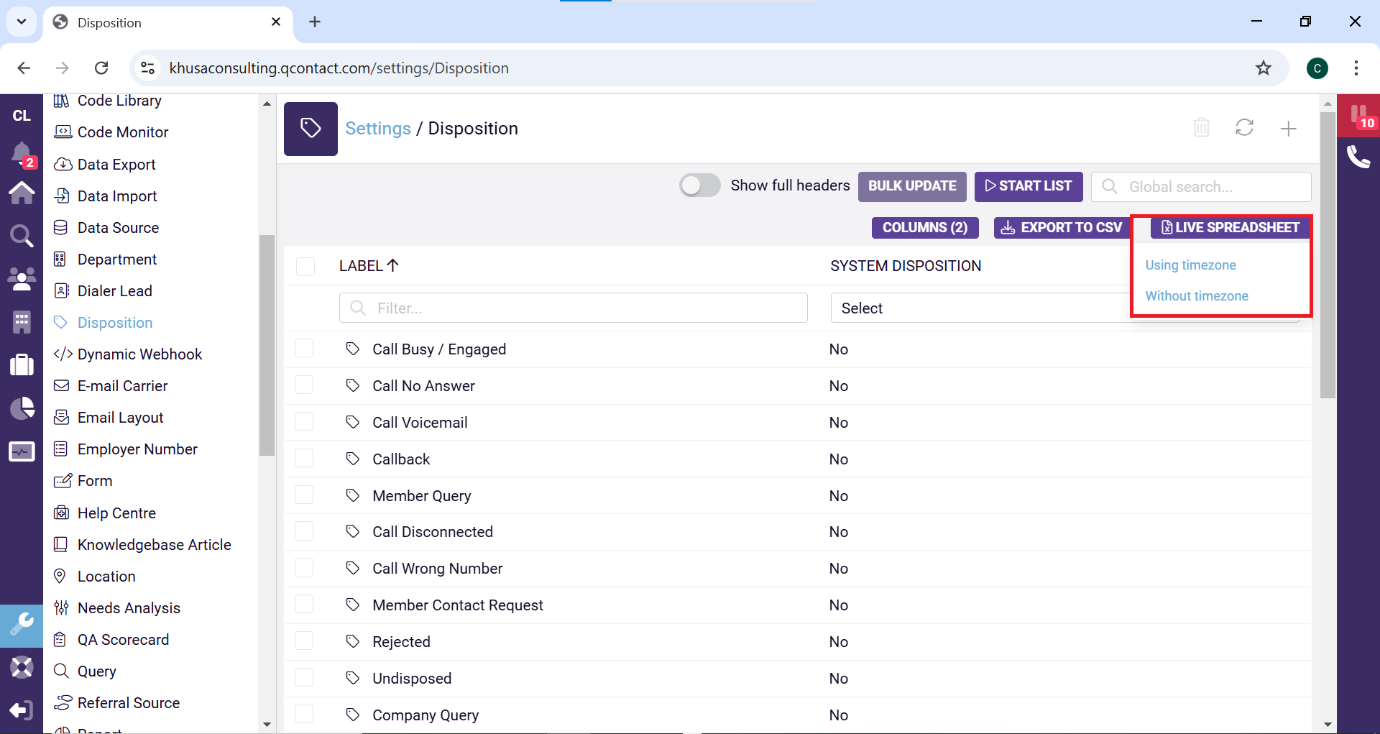 Disposition
khusaconsulting.qcontact.com/settings/Disposition
C
CL
2
10
Code Library
Code Monitor
Data Export
Data Import
Data Source
Department
Dialer Lead
Disposition
Dynamic Webhook
E-mail Carrier
Email Layout
Employer Number
Form
Help Centre
Knowledgebase Article
Location
Needs Analysis
QA Scorecard
Query
Referral Source
Settings / Disposition
Show full headers
BULK UPDATE
START LIST
Global search...
COLUMNS (2)
EXPORT TO CSV
LIVE SPREADSHEET
Using timezone
Without timezone
LABEL
SYSTEM DISPOSITION
Filter...
Select
Call Busy / Engaged No
Call No Answer No
Call Voicemail No
Callback No
Member Query No
Call Disconnected No
Call Wrong Number No
Member Contact Request No
Rejected No
Undisposed No
Company Query No